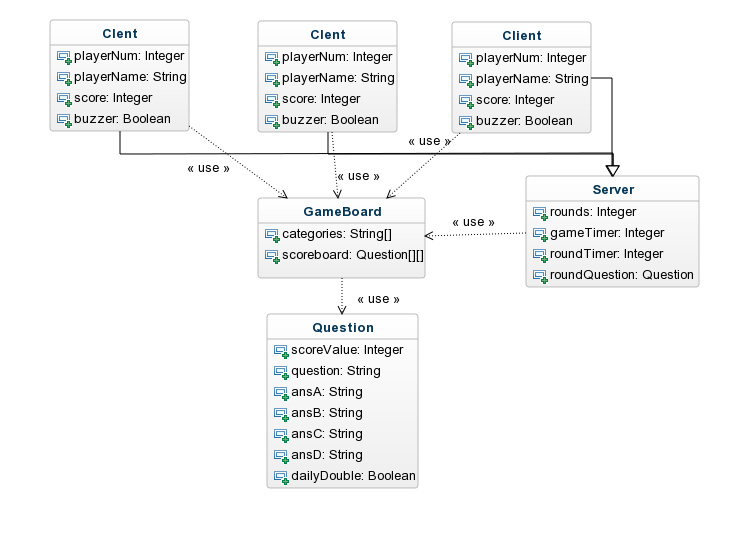 Clent
playerNum: Integer
playerName: String
score: Integer
buzzer: Boolean
Client
playerNum: Integer
playerName: String
score: Integer
buzzer: Boolean
Client
playerNum: Integer
playerName: String
score: Integer
buzzer: Boolean
« use »
« use »
« use »
GameBoard
categories: String[]
scoreboard: Question[][]
« use »
Server
rounds: Integer
gameTimer: Integer
roundTimer: Integer
roundQuestion: Question
« use »
Question
scoreValue: Integer
question: String
ansA: String
ansB: String
ansC: String
ansD: String
dailyDouble: Boolean